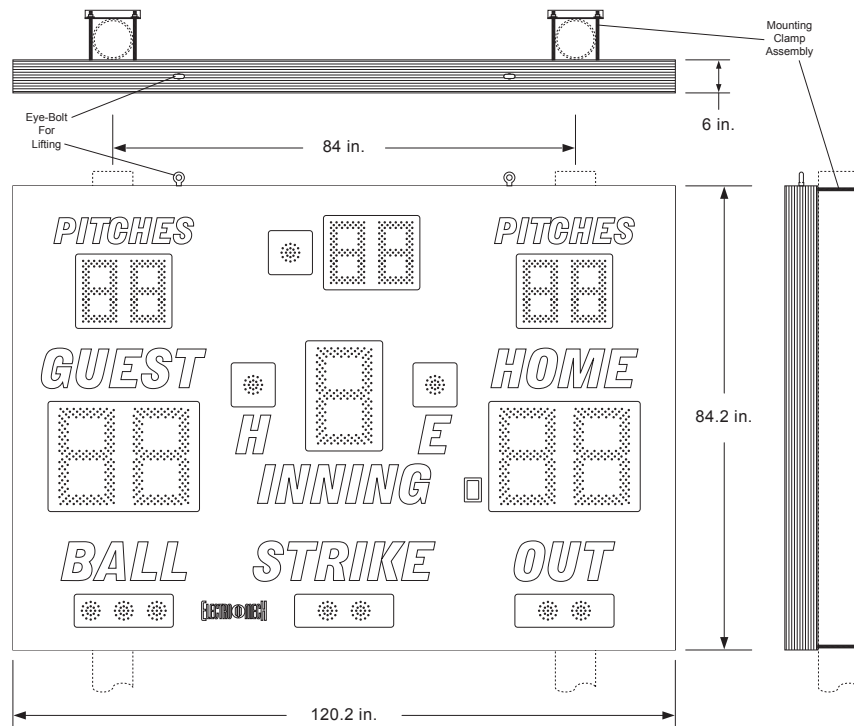 Mounting
Clamp
Assembly
6 in.
Eye-Bolt
For
Lifting
84 in.
PITCHES
PITCHES
GUEST
HOME
H
E
84.2 in.
INNING
BALL
STRIKE
OUT
ELECTRO-MECH
120.2 in.